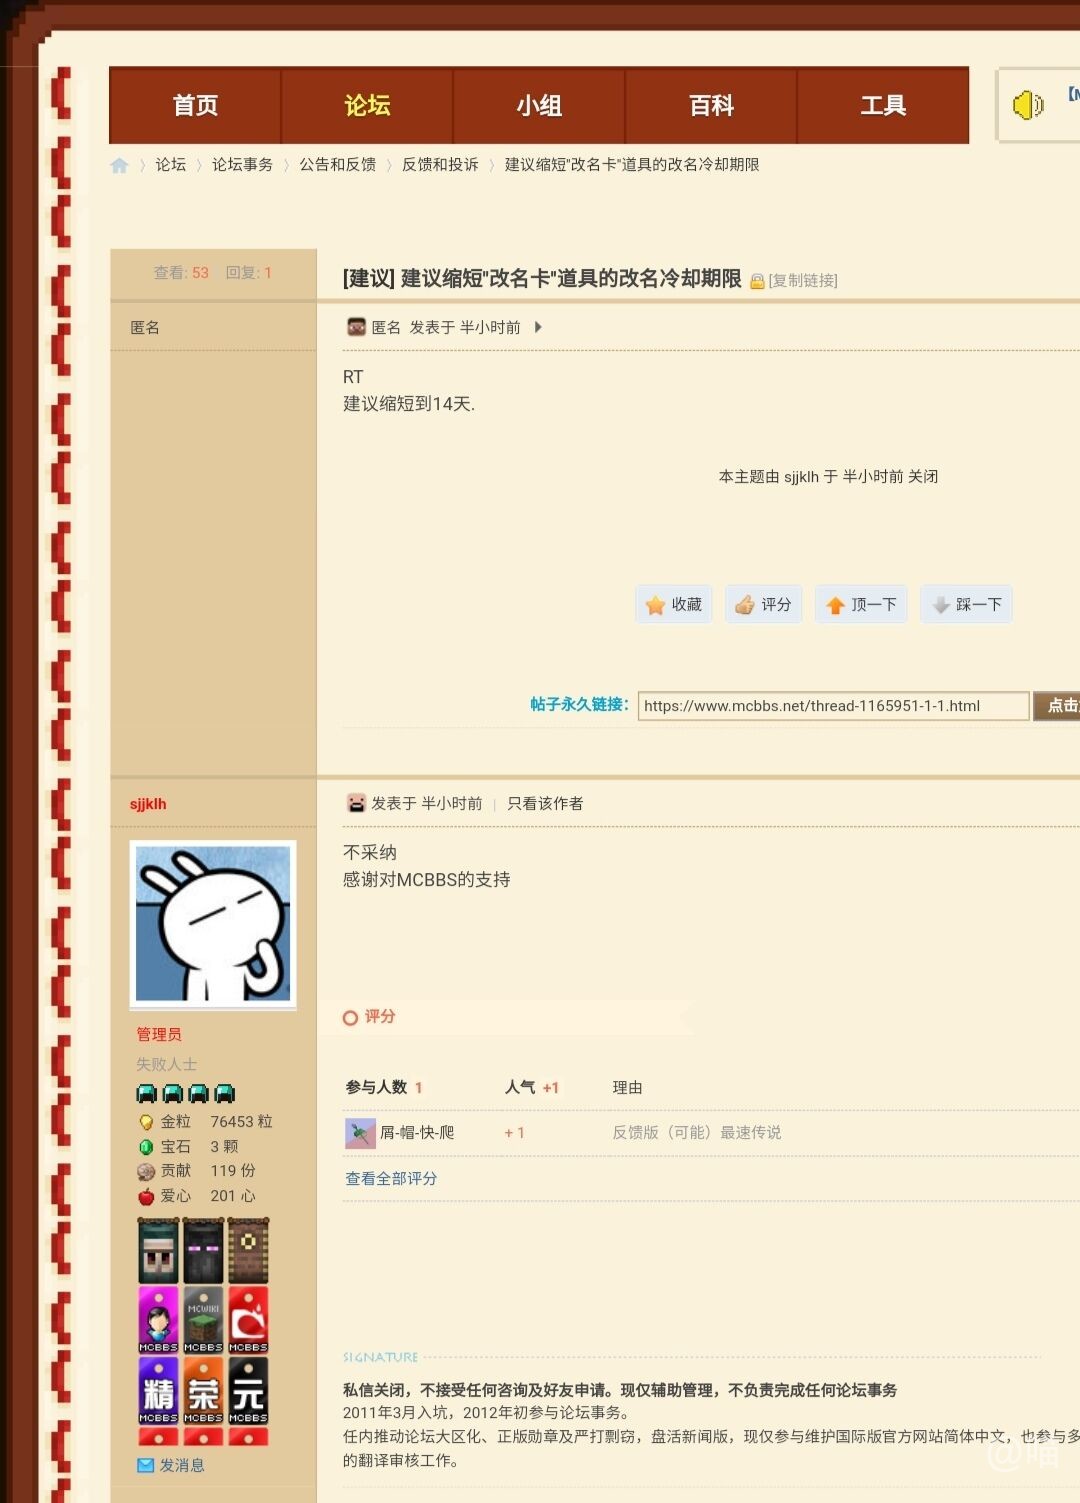 首页 论坛 小组 百科 工具
论坛 › 论坛事务 › 公告和反馈 › 反馈和投诉 › 建议缩短"改名卡"道具的改名冷却期限
查看: 53 回复: 1
[建议] 建议缩短"改名卡"道具的改名冷却期限 [复制链接]
匿名
匿名 发表于 半小时前
RT
建议缩短到14天.
本主题由 sjjklh 于 半小时前 关闭
收藏 评分 顶一下 踩一下
帖子永久链接: https://www.mcbbs.net/thread-1165951-1-1.html 点击
sjjklh
发表于 半小时前 | 只看该作者
不采纳
感谢对MCBBS的支持
管理员
失败人士
金粒 76453 粒
宝石 3 颗
贡献 119 份
爱心 201 心
MCWIKI
MCBBS MCBBS MCBBS
精 荣 元
MCBBS MCBBS MCBBS
发消息
评分
参与人数 1 人气 +1 理由
屑-帽-快-爬 + 1 反馈版（可能）最速传说
查看全部评分
SIGNATURE
私信关闭，不接受任何咨询及好友申请。现仅辅助管理，不负责完成任何论坛事务
2011年3月入坑，2012年初参与论坛事务。
任内推动论坛大区化、正版勋章及严打剽窃，盘活新闻版，现仅参与维护国际版官方网站简体中文，也参与多
的翻译审核工作。
@喵